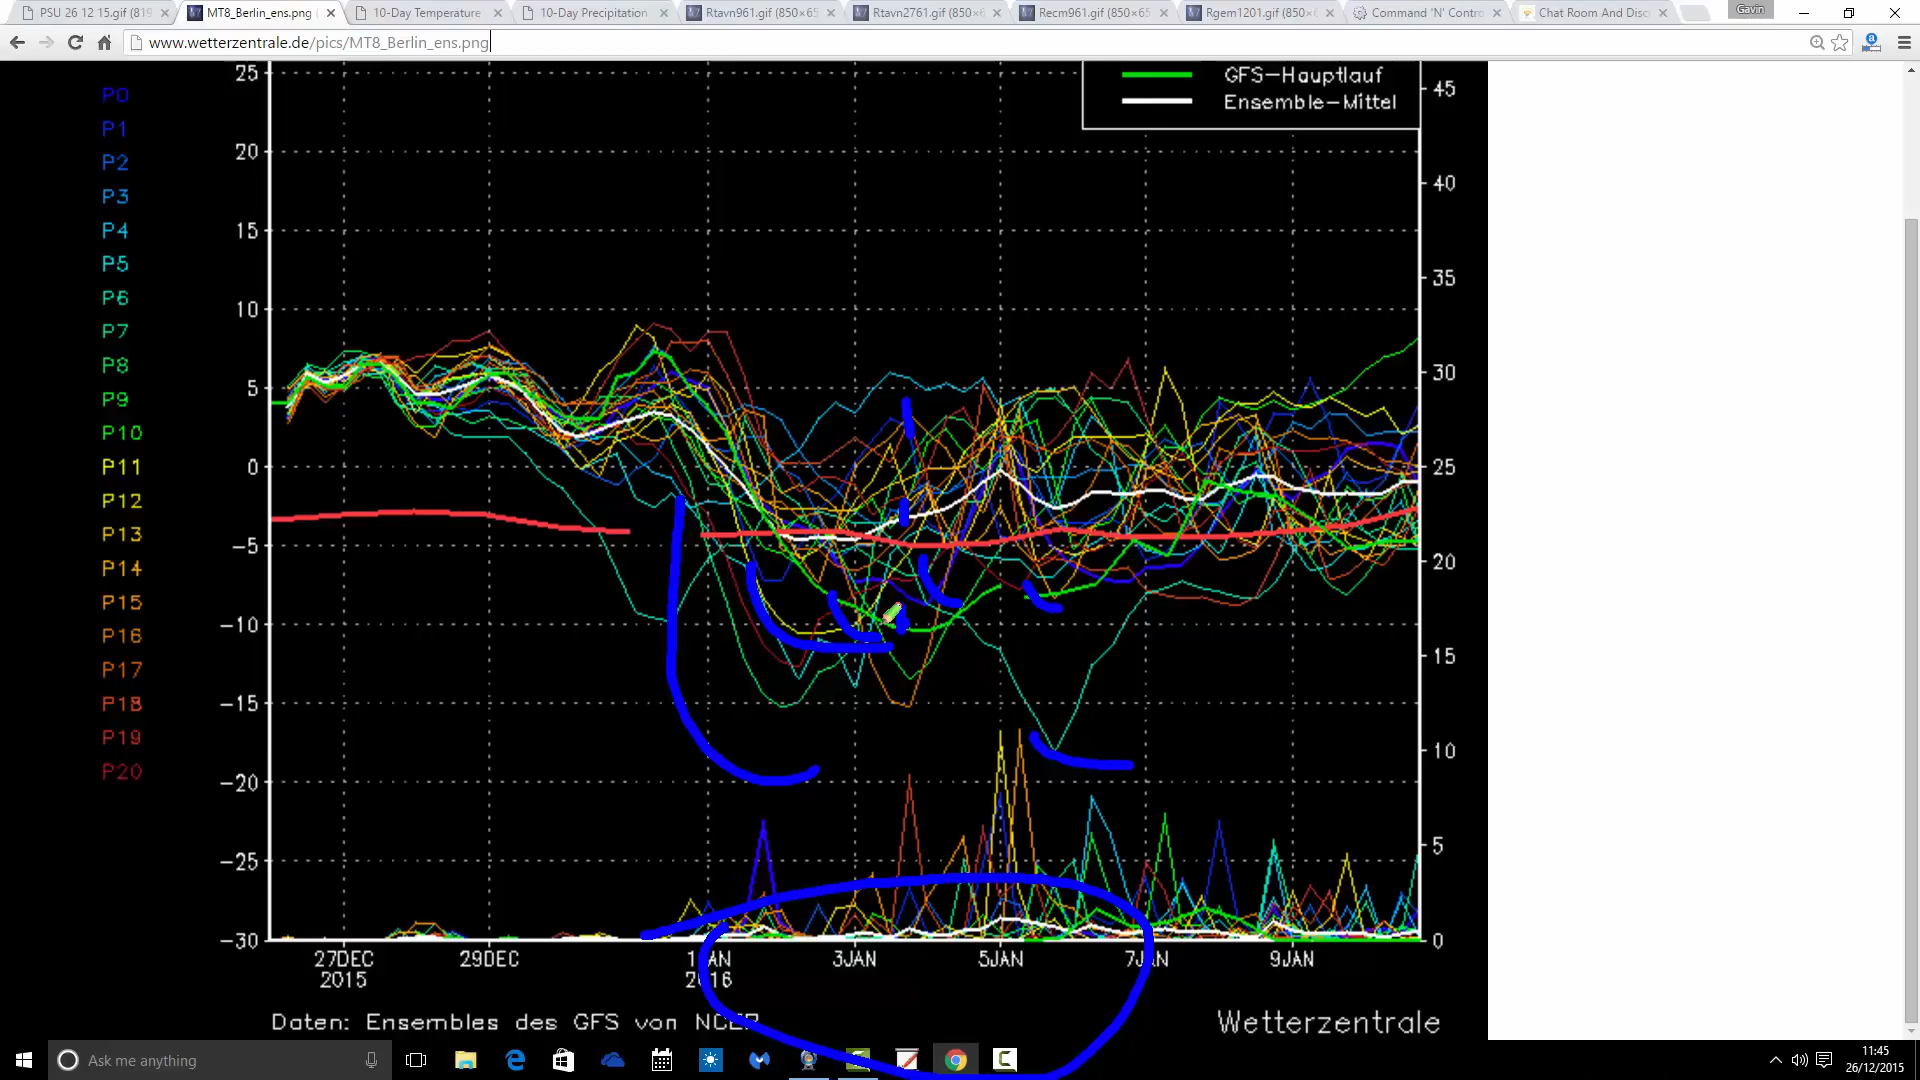 PSU 26 12 15.gif (819
MT8_Berlin_ens.png (
10-Day Temperature
10-Day Precipitation
Rtavn961.gif (850×65
Rtavn2761.gif (850×6
Recm961.gif (850×65
Rgem1201.gif (850×6
Command 'N' Contro
Chat Room And Disc
Gavin
www.wetterzentrale.de/pics/MT8_Berlin_ens.png
GFS-Hauptlauf
Ensemble-Mittel
P0
P1
P2
P3
P4
P5
P6
P7
P8
P9
P10
P11
P12
P13
P14
P15
P16
P17
P18
P19
P20
25
20
15
10
5
0
-5
-10
-15
-20
-25
-30
45
40
35
30
25
20
15
10
5
0
27DEC 29DEC 1JAN 3JAN 5JAN 7JAN 9JAN
2015 2016
Daten: Ensembles des GFS von NCEP
Wetterzentrale
Ask me anything
11:45
26/12/2015